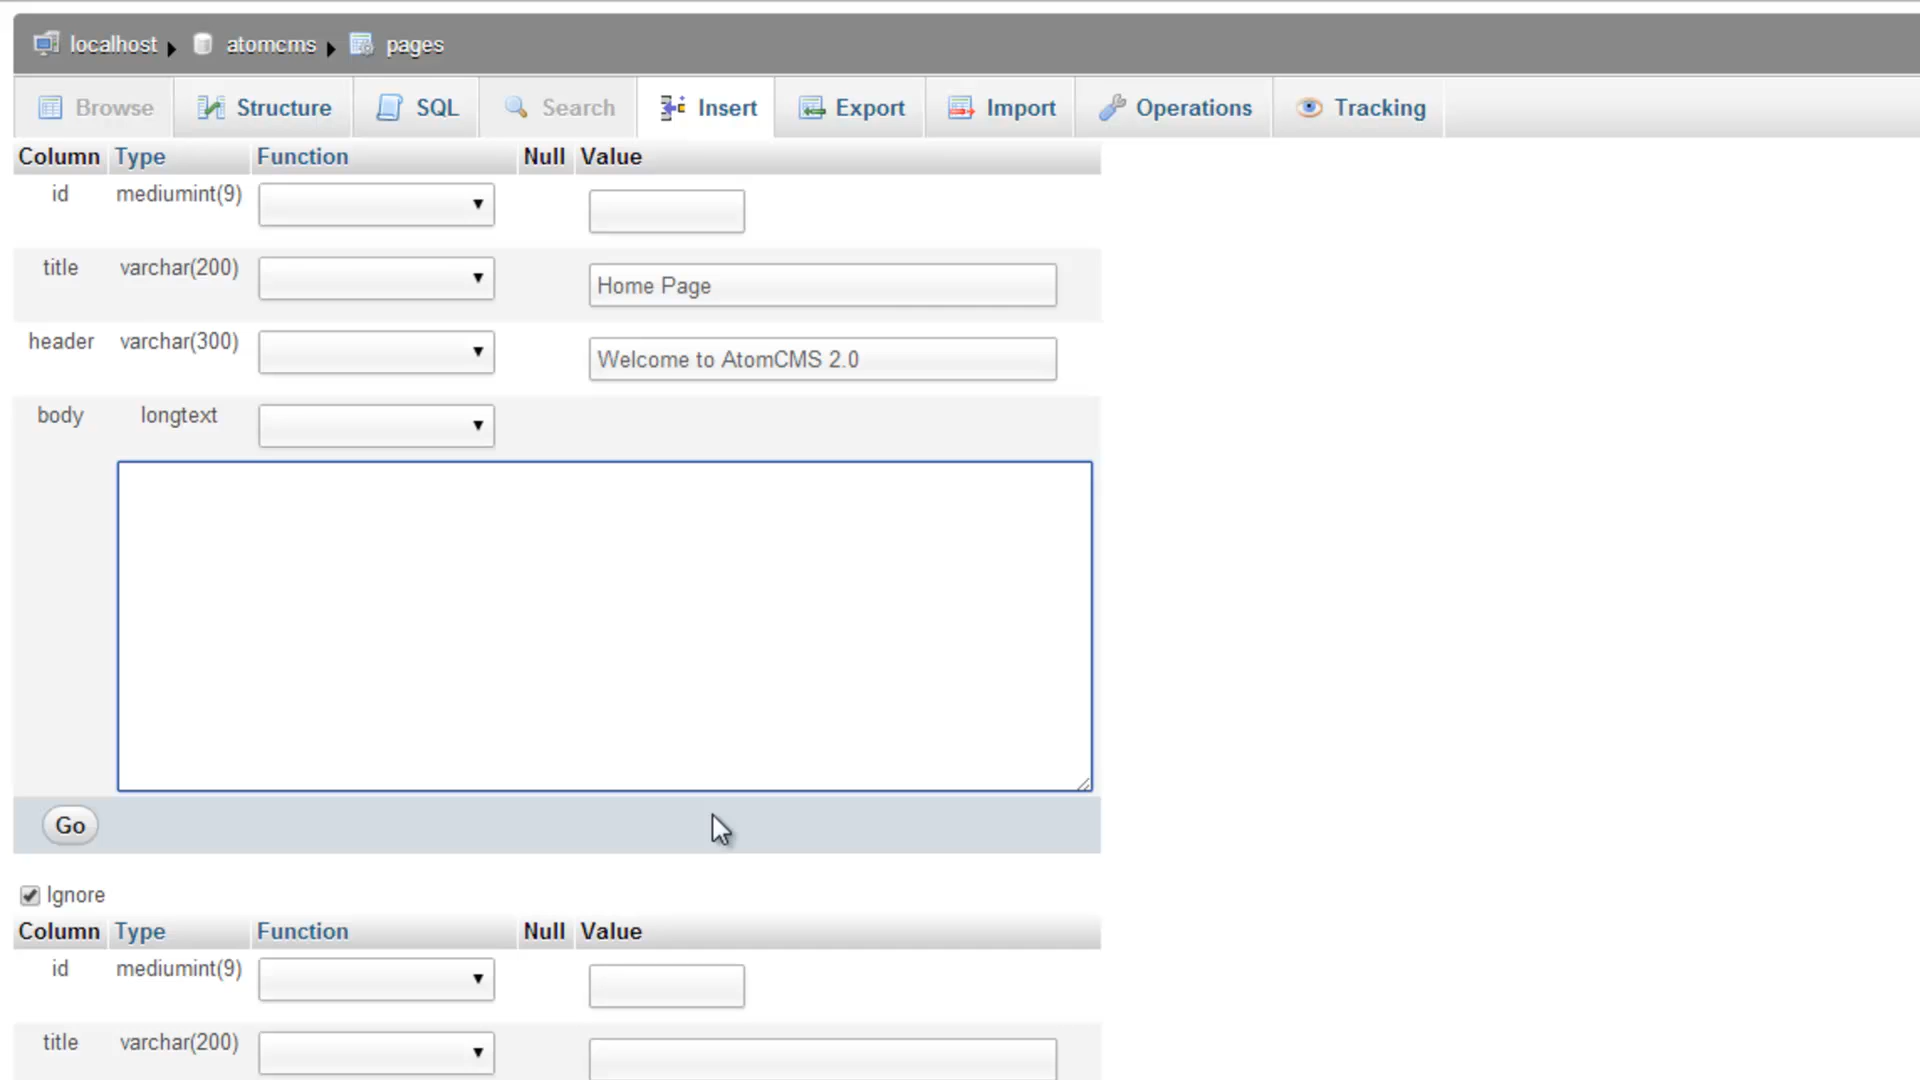 localhost atomcms pages
Browse Structure SQL Search Insert Export Import Operations Tracking
Column Type Function Null Value
id mediumint(9)
title varchar(200) Home Page
header varchar(300) Welcome to AtomCMS 2.0
body longtext
Go
Ignore
Column Type Function Null Value
id mediumint(9)
title varchar(200)